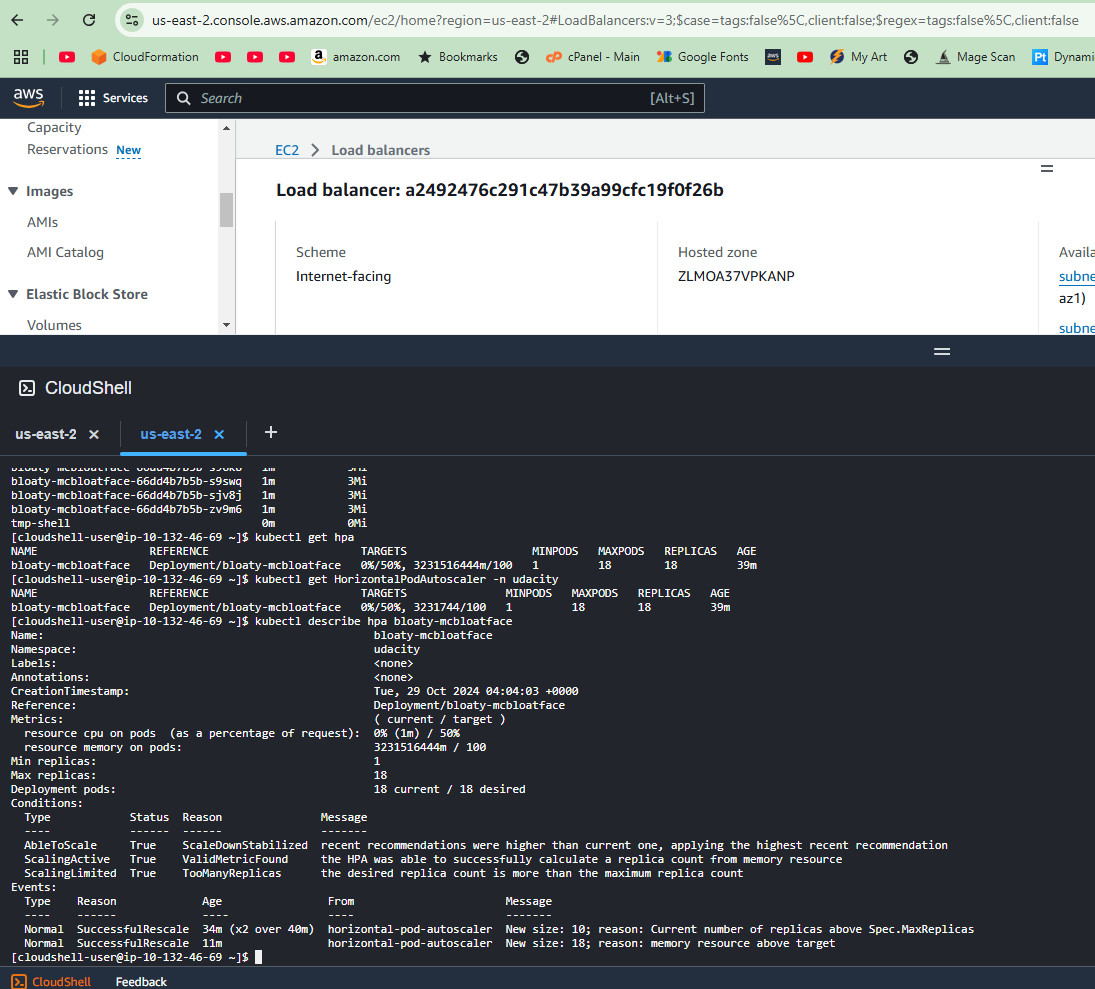 us-east-2.console.aws.amazon.com/ec2/home?region=us-east-2#LoadBalancers:v=3;$case=tags:false%5C,client:false;$regex=tags:false%5C,client:false
CloudFormation amazon.com Bookmarks cPanel - Main Google Fonts My Art Mage Scan Dynami
aws Services Search [Alt+S]
Capacity
Reservations New
Images
AMIs
AMI Catalog
Elastic Block Store
Volumes
EC2 > Load balancers
Load balancer: a2492476c291c47b39a99cfc19f0f26b
Scheme
Internet-facing
Hosted zone
ZLMOA37VPKANP
Availa
subne
az1)
subne
CloudShell
us-east-2 × us-east-2 × +
bloaty-mcbloatface-66dd4b7b5b-s9swq 1m 3Mi
bloaty-mcbloatface-66dd4b7b5b-sjv8j 1m 3Mi
bloaty-mcbloatface-66dd4b7b5b-zv9m6 1m 3Mi
tmp-shell 0m 0Mi
[cloudshell-user@ip-10-132-46-69 ~]$ kubectl get hpa
NAME REFERENCE TARGETS MINPODS MAXPODS REPLICAS AGE
bloaty-mcbloatface Deployment/bloaty-mcbloatface 0%/50%, 3231516444m/100 1 18 18 39m
[cloudshell-user@ip-10-132-46-69 ~]$ kubectl get HorizontalPodAutoscaler -n udacity
NAME REFERENCE TARGETS MINPODS MAXPODS REPLICAS AGE
bloaty-mcbloatface Deployment/bloaty-mcbloatface 0%/50%, 3231744/100 1 18 18 39m
[cloudshell-user@ip-10-132-46-69 ~]$ kubectl describe hpa bloaty-mcbloatface
Name: bloaty-mcbloatface
Namespace: udacity
Labels: <none>
Annotations: <none>
CreationTimestamp: Tue, 29 Oct 2024 04:04:03 +0000
Reference: Deployment/bloaty-mcbloatface
Metrics: ( current / target )
resource cpu on pods (as a percentage of request): 0% (1m) / 50%
resource memory on pods: 3231516444m / 100
Min replicas: 1
Max replicas: 18
Deployment pods: 18 current / 18 desired
Conditions:
Type Status Reason Message
---- ------ ------ -------
AbleToScale True ScaleDownStabilized recent recommendations were higher than current one, applying the highest recent recommendation
ScalingActive True ValidMetricFound the HPA was able to successfully calculate a replica count from memory resource
ScalingLimited True TooManyReplicas the desired replica count is more than the maximum replica count
Events:
Type Reason Age From Message
---- ------ ---- ---- -------
Normal SuccessfulRescale 34m (x2 over 40m) horizontal-pod-autoscaler New size: 10; reason: Current number of replicas above Spec.MaxReplicas
Normal SuccessfulRescale 11m horizontal-pod-autoscaler New size: 18; reason: memory resource above target
[cloudshell-user@ip-10-132-46-69 ~]$
CloudShell Feedback